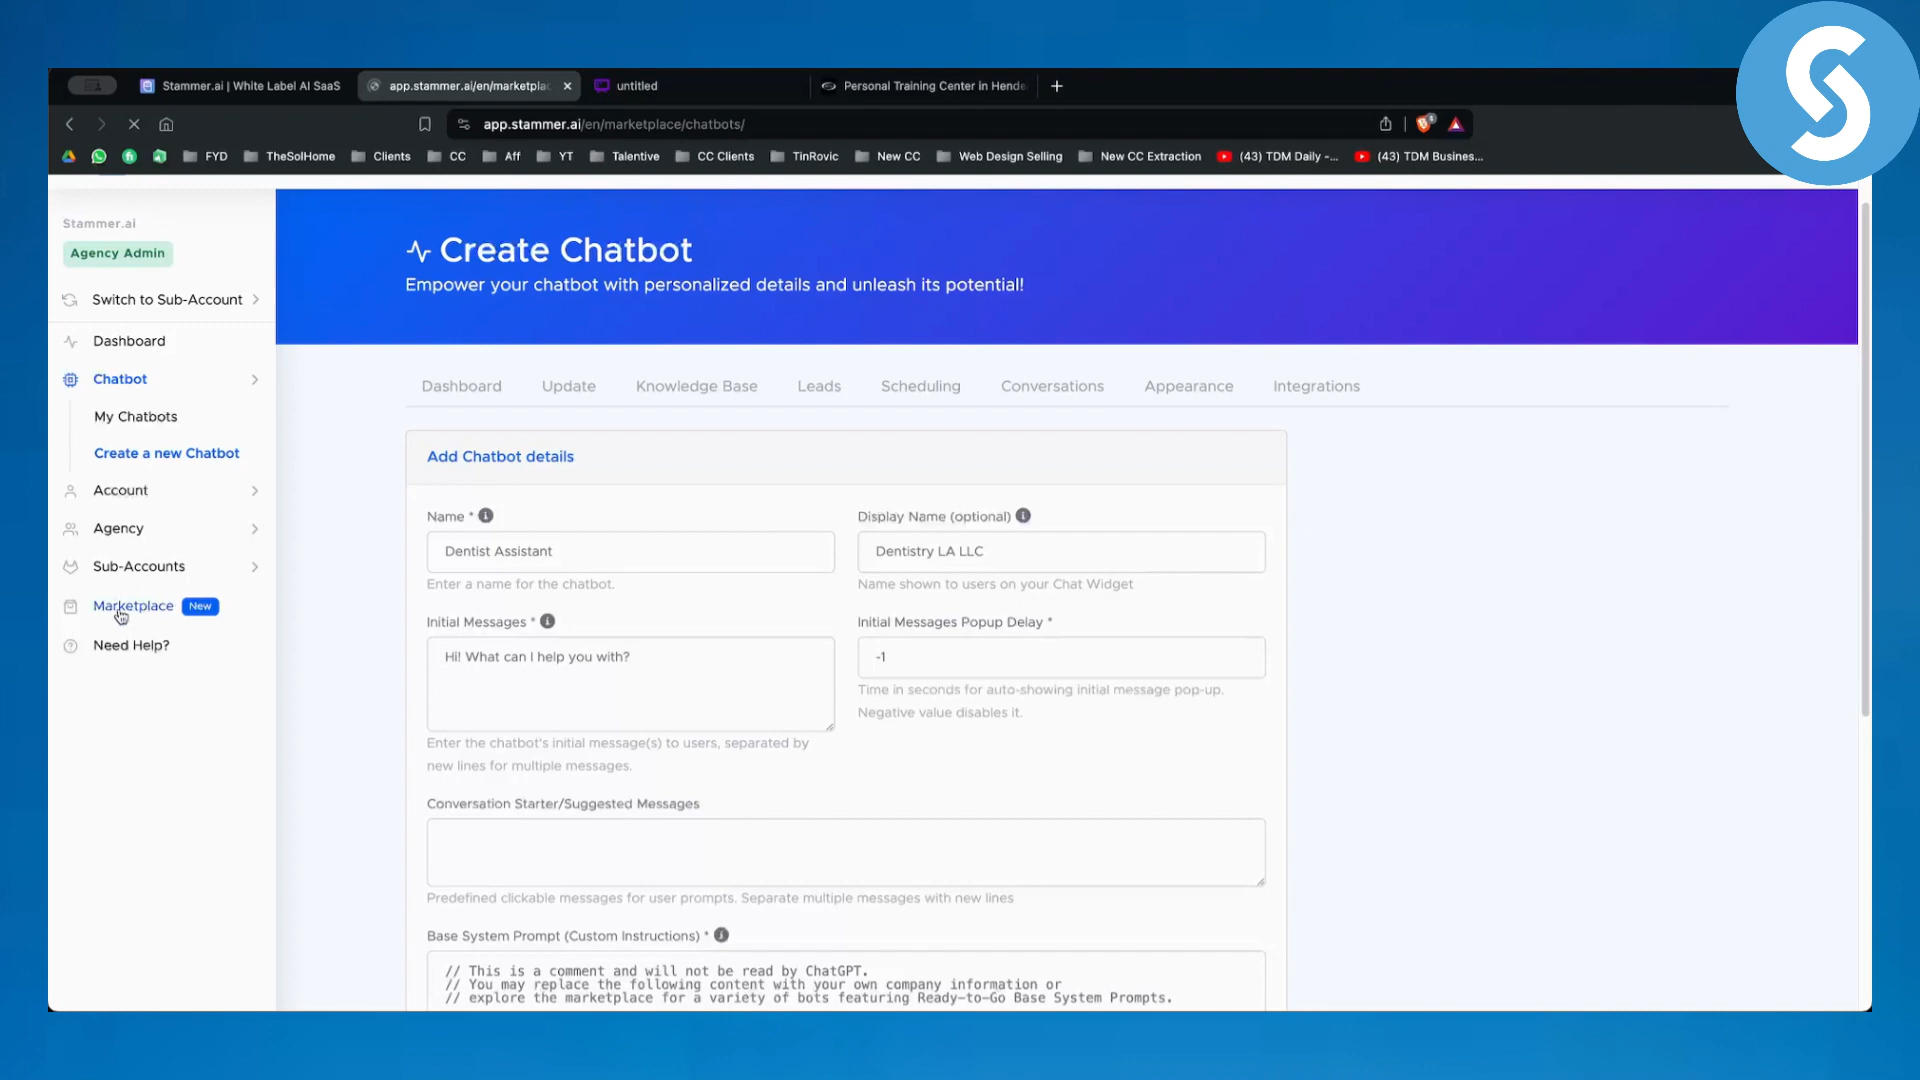 Stammer.ai | White Label AI SaaS
app.stammer.ai/en/marketplac
untitled
Personal Training Center in Hende
app.stammer.ai/en/marketplace/chatbots/
FYD
TheSolHome
Clients
CC
Aff
YT
Talentive
CC Clients
TinRovic
New CC
Web Design Selling
New CC Extraction
(43) TDM Daily -...
(43) TDM Busines...
Stammer.ai
Agency Admin
Switch to Sub-Account
Dashboard
Chatbot
My Chatbots
Create a new Chatbot
Account
Agency
Sub-Accounts
Marketplace New
Need Help?
Create Chatbot
Empower your chatbot with personalized details and unleash its potential!
Dashboard
Update
Knowledge Base
Leads
Scheduling
Conversations
Appearance
Integrations
Add Chatbot details
Name *
Dentist Assistant
Enter a name for the chatbot.
Display Name (optional)
Dentistry LA LLC
Name shown to users on your Chat Widget
Initial Messages *
Hi! What can I help you with?
Enter the chatbot's initial message(s) to users, separated by
new lines for multiple messages.
Initial Messages Popup Delay *
-1
Time in seconds for auto-showing initial message pop-up.
Negative value disables it.
Conversation Starter/Suggested Messages
Predefined clickable messages for user prompts. Separate multiple messages with new lines
Base System Prompt (Custom Instructions) *
// This is a comment and will not be read by ChatGPT.
// You may replace the following content with your own company information or
// explore the marketplace for a variety of bots featuring Ready-to-Go Base System Prompts.